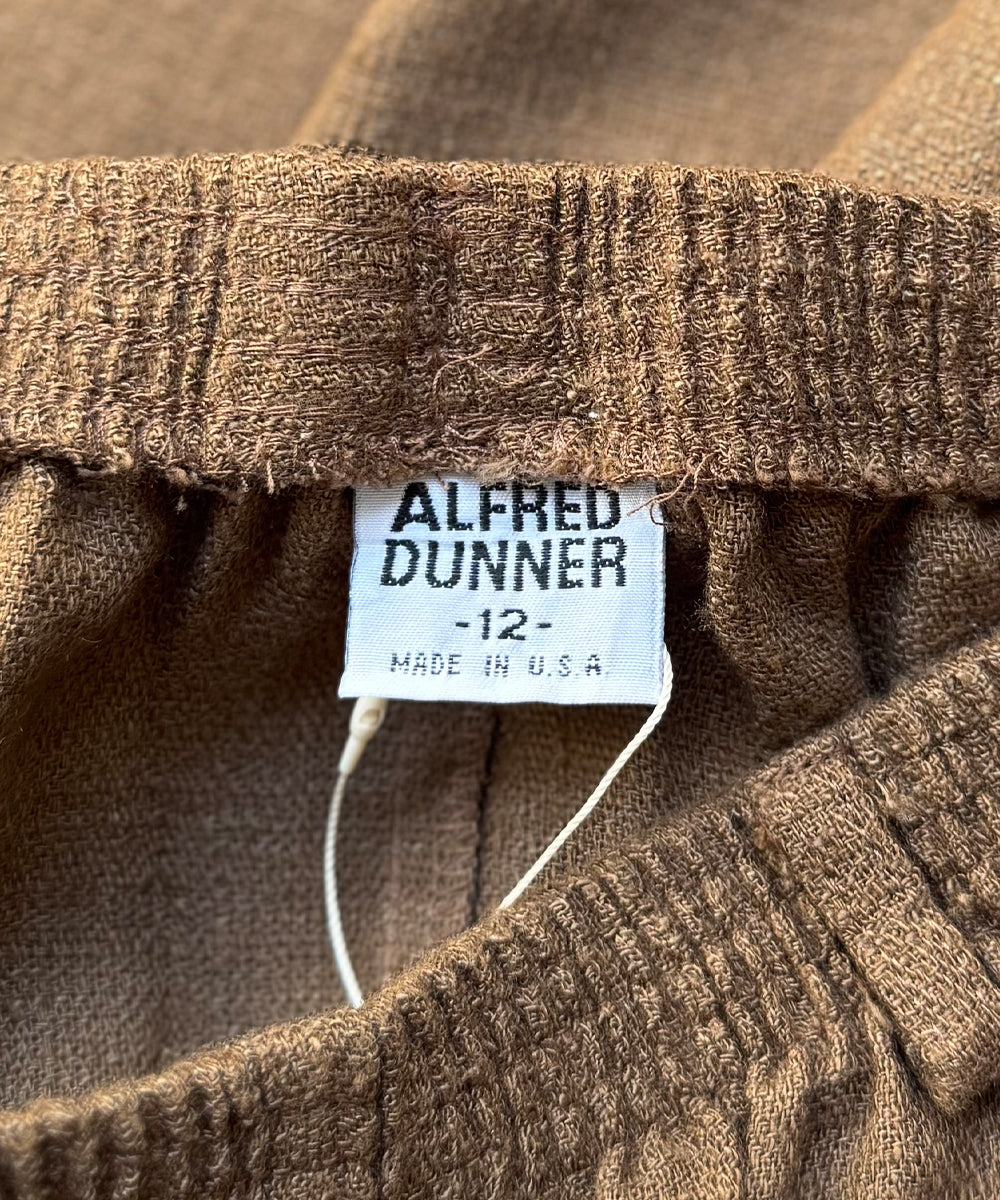 ALFRED
DUNNER
-12-
MADE IN U.S.A.